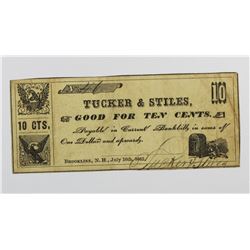 10
TUCKER & STILES,
GOOD FOR TEN CENTS.
10 CTS.
Payable in Current Bankbills, in sums of
One Dollar and upwards.
BROOKLINE, N. H., July 16th, 1862.